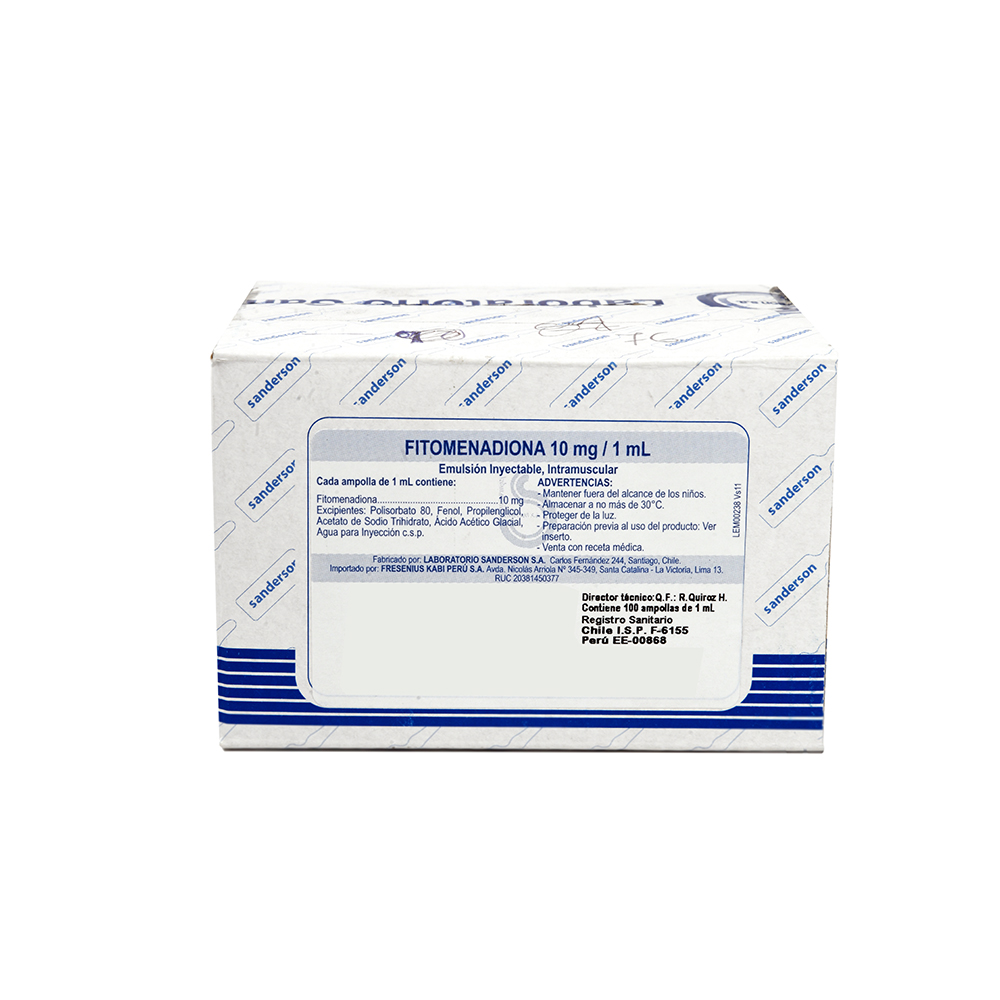 Laboratorio San
sanderson
sanderson
sanderson
sanderson
sanderson
FITOMENADIONA 10 mg / 1 mL
Emulsión Inyectable, Intramuscular
Cada ampolla de 1 mL contiene:
Fitomenadiona..............................................10 mg
Excipientes: Polisorbato 80, Fenol, Propilenglicol,
Acetato de Sodio Trihidrato, Ácido Acético Glacial,
Agua para Inyección c.s.p.
ADVERTENCIAS:
- Mantener fuera del alcance de los niños.
- Almacenar a no más de 30°C.
- Proteger de la luz.
- Preparación previa al uso del producto: Ver
inserto.
- Venta con receta médica.
LEM00238 Vs11
Fabricado por: LABORATORIO SANDERSON S.A. Carlos Fernández 244, Santiago, Chile.
Importado por: FRESENIUS KABI PERÚ S.A. Avda. Nicolás Arriola Nº 345-349, Santa Catalina - La Victoria, Lima 13.
RUC 20381450377
sanderson
sanderson
sanderson
sanderson
Director técnico:Q.F.: R.Quiroz H.
Contiene 100 ampollas de 1 mL
Registro Sanitario
Chile I.S.P. F-6155
Perú EE-00868